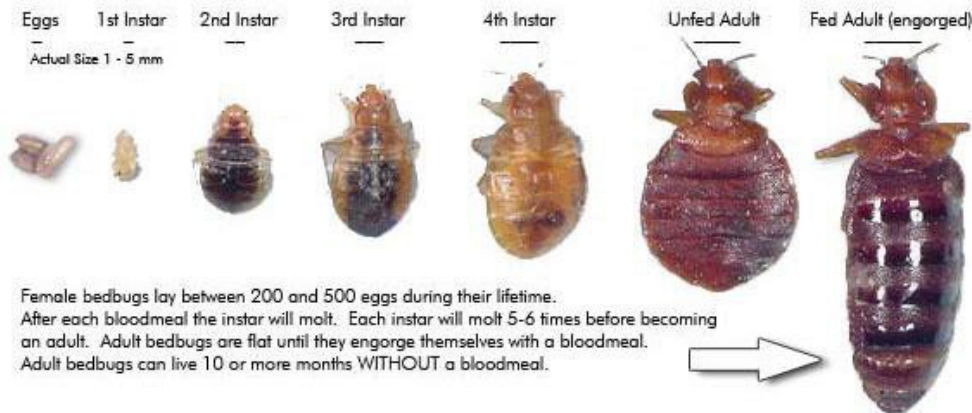 Eggs 1st Instar 2nd Instar 3rd Instar 4th Instar Unfed Adult Fed Adult (engorged)
Actual Size 1 - 5 mm
Female bedbugs lay between 200 and 500 eggs during their lifetime.
After each bloodmeal the instar will molt. Each instar will molt 5-6 times before becoming
an adult. Adult bedbugs are flat until they engorge themselves with a bloodmeal.
Adult bedbugs can live 10 or more months WITHOUT a bloodmeal.